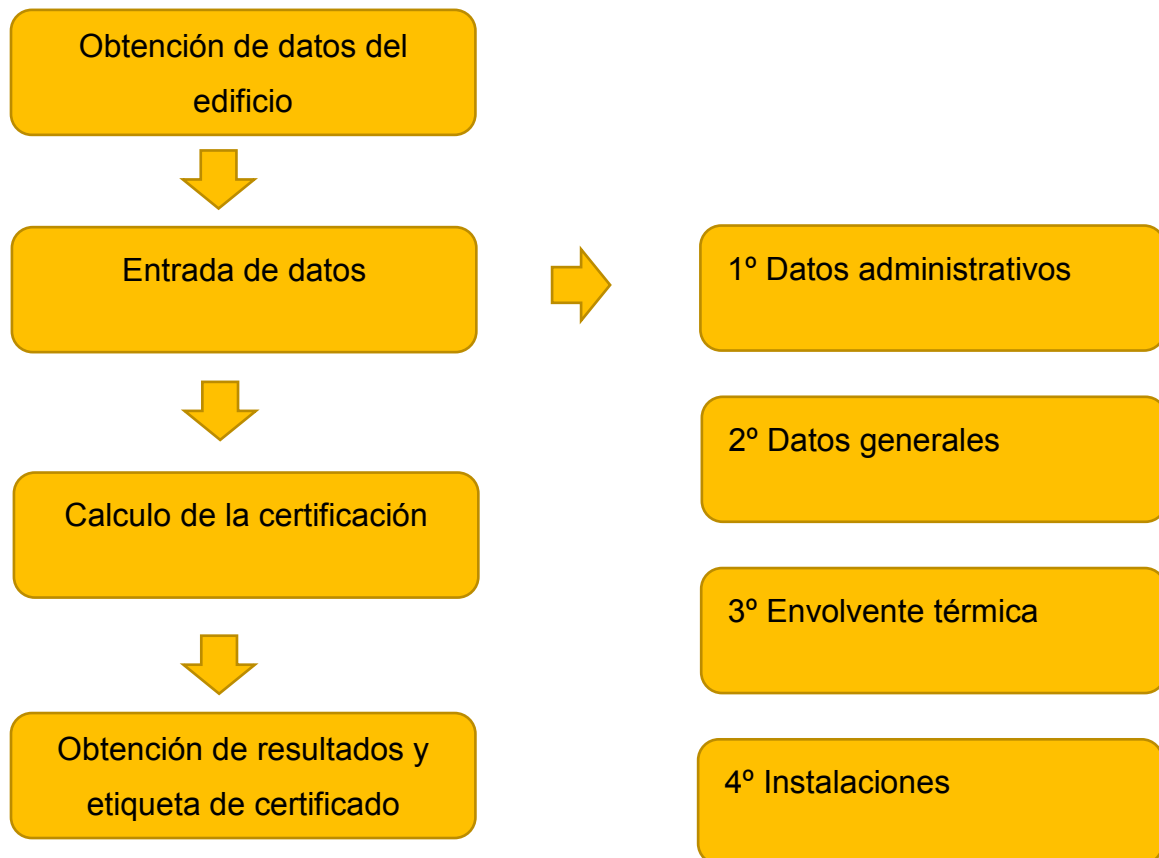 Obtención de datos del
edificio
Entrada de datos
Calculo de la certificación
Obtención de resultados y
etiqueta de certificado
1º Datos administrativos
2º Datos generales
3º Envolvente térmica
4º Instalaciones